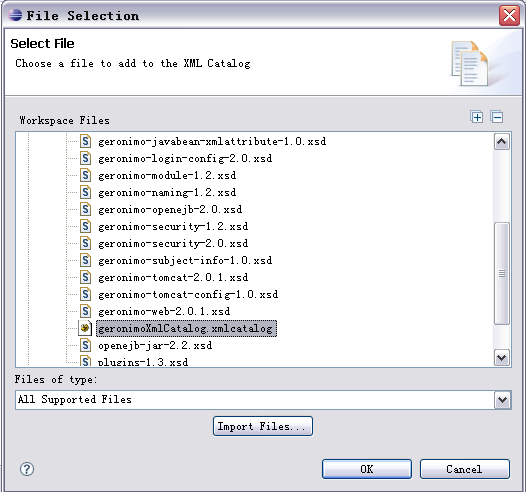 File Selection
Select File
Choose a file to add to the XML Catalog
Workspace Files
geronimo-javabean-xmlattribute-1.0.xsd
geronimo-login-config-2.0.xsd
geronimo-module-1.2.xsd
geronimo-naming-1.2.xsd
geronimo-openejb-2.0.xsd
geronimo-security-1.2.xsd
geronimo-security-2.0.xsd
geronimo-subject-info-1.0.xsd
geronimo-tomcat-2.0.1.xsd
geronimo-tomcat-config-1.0.xsd
geronimo-web-2.0.1.xsd
geronimoXmlCatalog.xmlcatalog
openejb-jar-2.2.xsd
plugins-1.3.xsd
Files of type:
All Supported Files
Import Files...
OK
Cancel